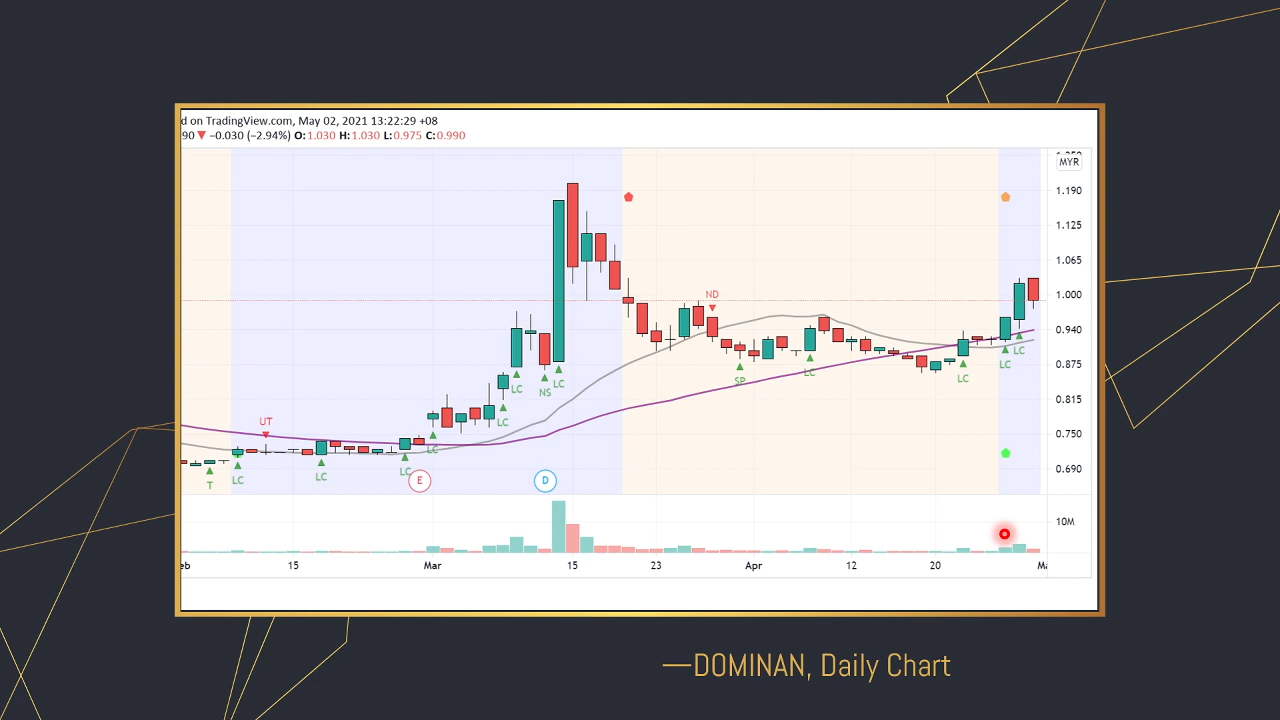 d on TradingView.com, May 02, 2021 13:22:29 +08
90 ▼ −0.030 (−2.94%) O:1.030 H:1.030 L:0.975 C:0.990
MYR
1.190
1.125
1.065
1.000
0.940
0.875
0.815
0.750
0.690
10M
ND
UT
LC
NS
LC
SP
LC
LC
LC
LC
LC
LC
LC
LC
LC
T
LC
E
D
eb 15 Mar 15 23 Apr 12 20 Ma
—DOMINAN, Daily Chart